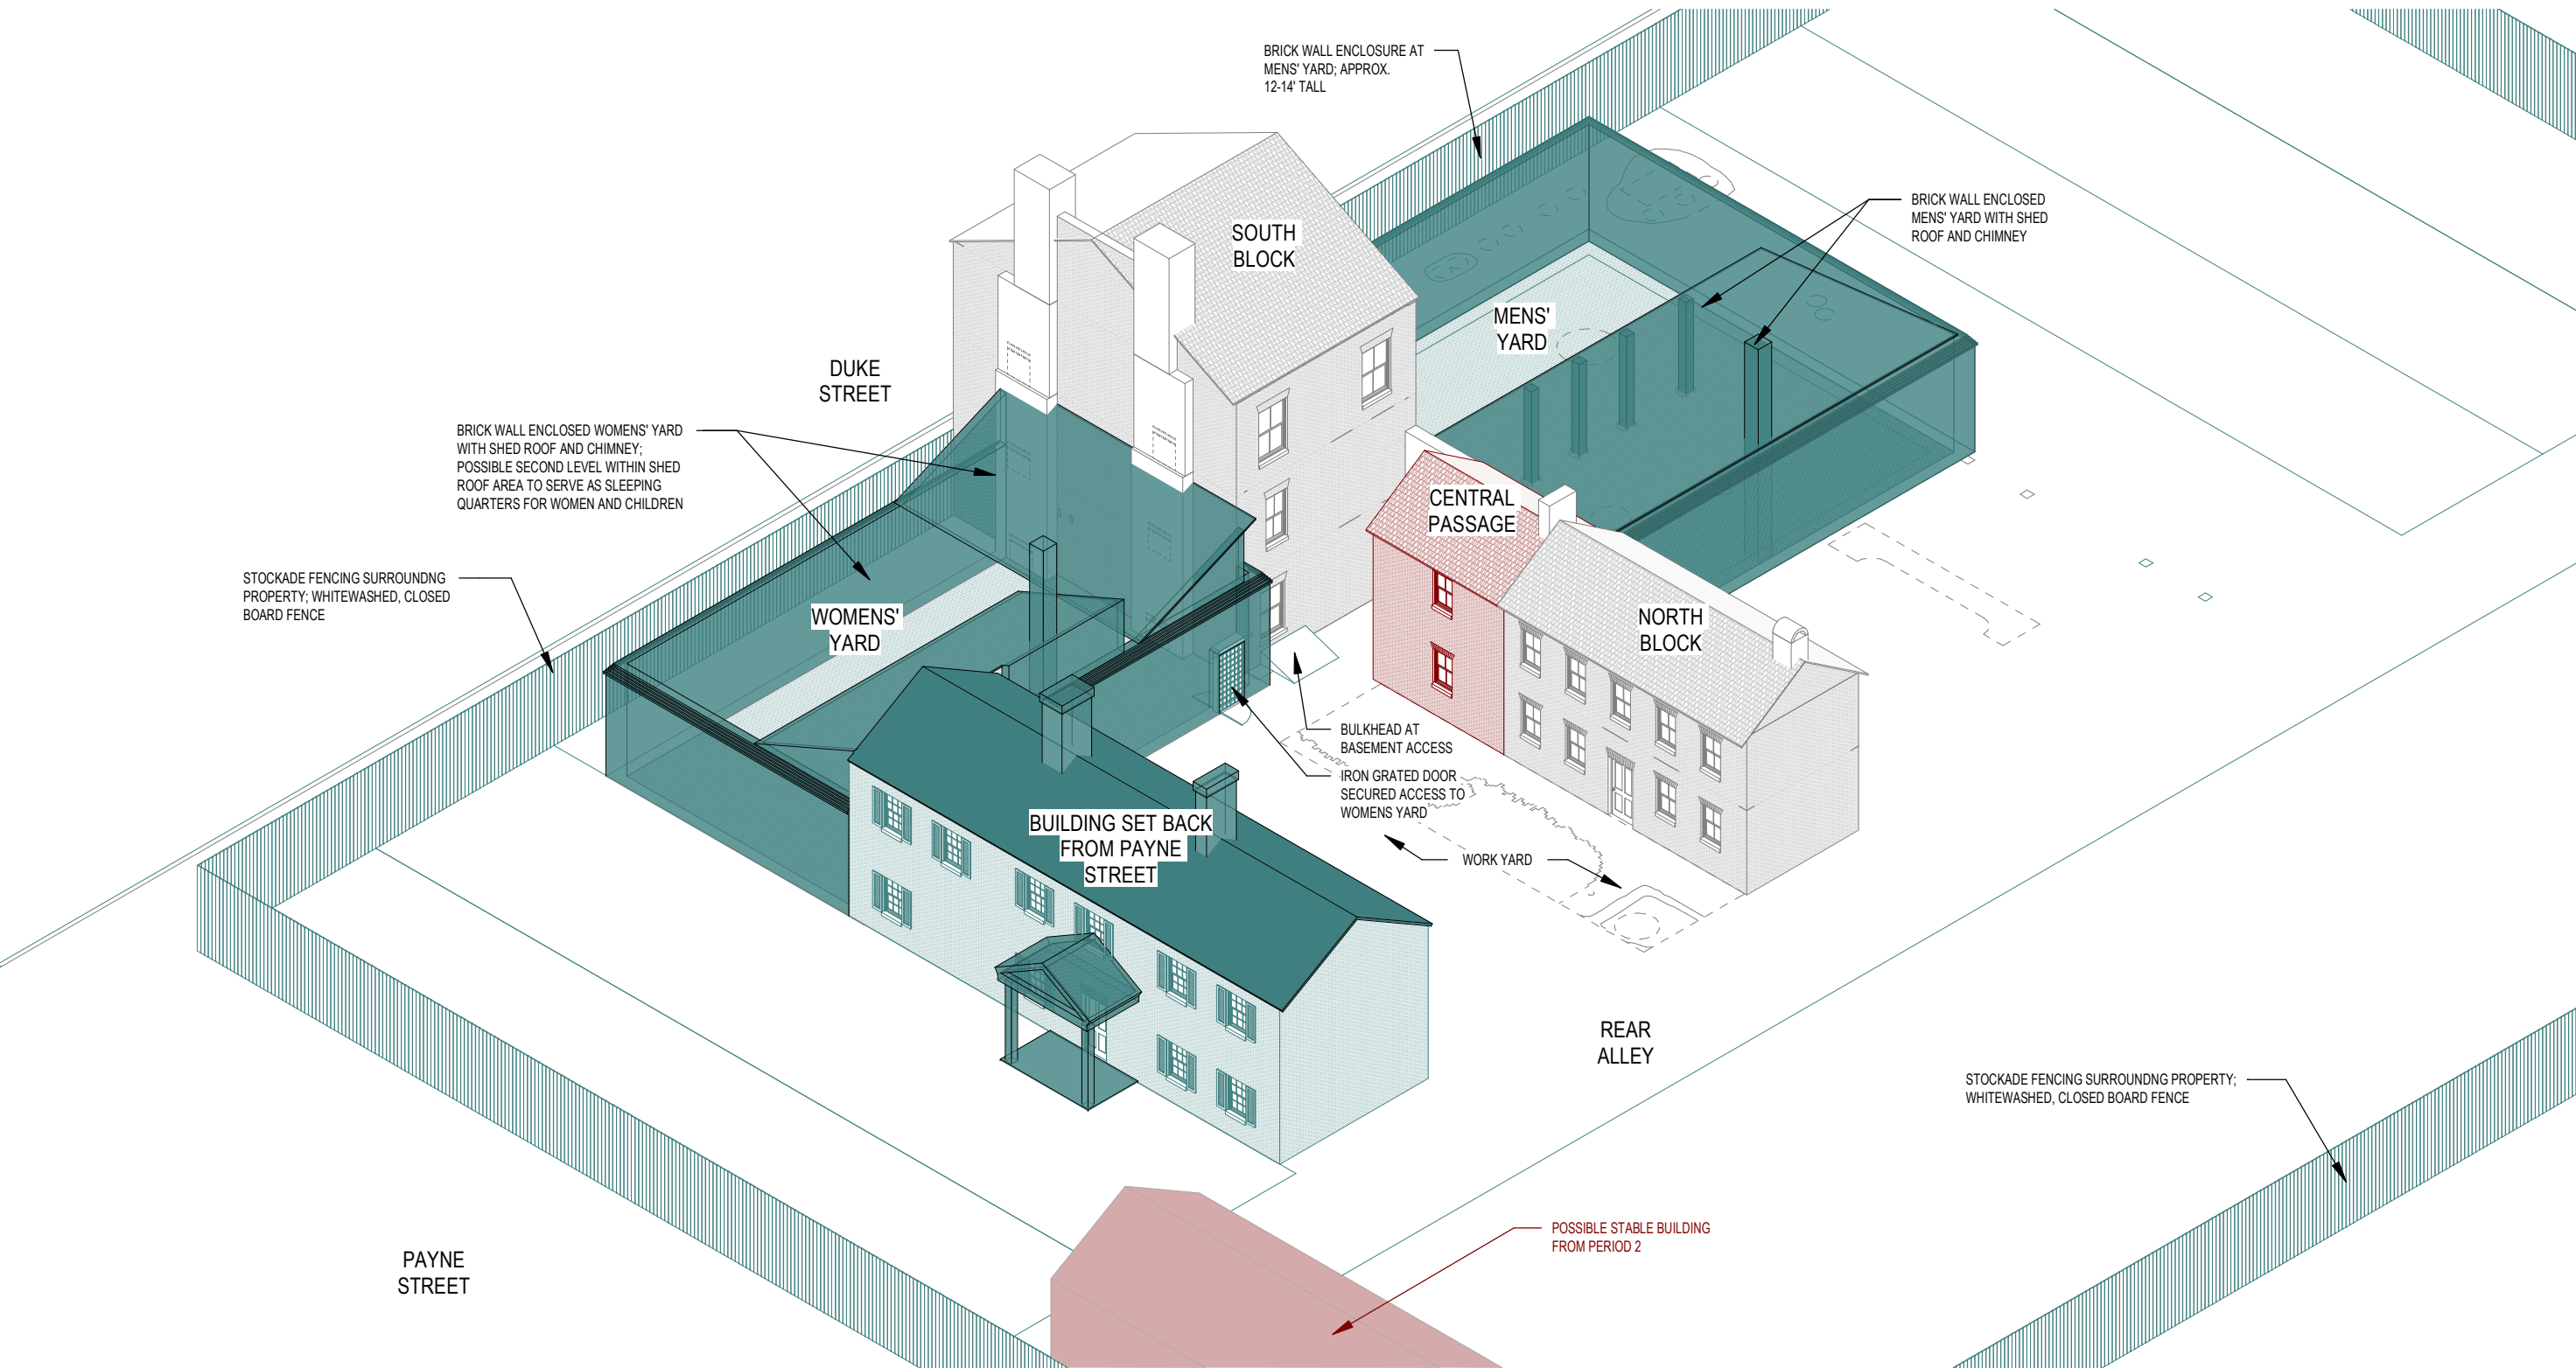 BRICK WALL ENCLOSURE AT
MENS' YARD; APPROX.
12-14' TALL
BRICK WALL ENCLOSED
MENS' YARD WITH SHED
ROOF AND CHIMNEY
SOUTH
BLOCK
MENS'
YARD
DUKE
STREET
BRICK WALL ENCLOSED WOMENS' YARD
WITH SHED ROOF AND CHIMNEY;
POSSIBLE SECOND LEVEL WITHIN SHED
ROOF AREA TO SERVE AS SLEEPING
QUARTERS FOR WOMEN AND CHILDREN
CENTRAL
PASSAGE
STOCKADE FENCING SURROUNDNG
PROPERTY; WHITEWASHED, CLOSED
BOARD FENCE
WOMENS'
YARD
NORTH
BLOCK
BULKHEAD AT
BASEMENT ACCESS
IRON GRATED DOOR
SECURED ACCESS TO
WOMENS YARD
BUILDING SET BACK
FROM PAYNE
STREET
WORK YARD
REAR
ALLEY
STOCKADE FENCING SURROUNDNG PROPERTY;
WHITEWASHED, CLOSED BOARD FENCE
POSSIBLE STABLE BUILDING
FROM PERIOD 2
PAYNE
STREET